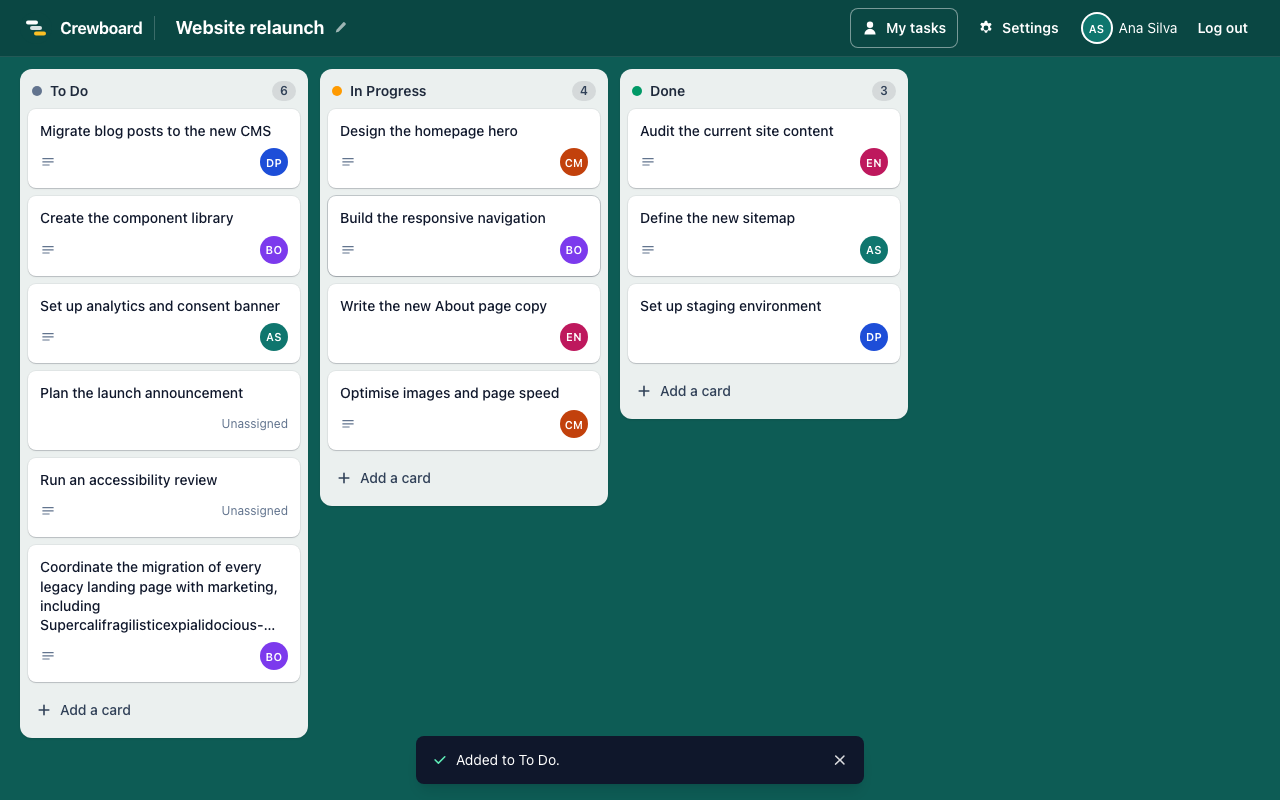 Crewboard
Website relaunch
My tasks
Settings
AS
Ana Silva
Log out
To Do
6
Migrate blog posts to the new CMS
DP
Create the component library
BO
Set up analytics and consent banner
AS
Plan the launch announcement
Unassigned
Run an accessibility review
Unassigned
Coordinate the migration of every
legacy landing page with marketing,
including
Supercalifragilisticexpialidocious-...
BO
Add a card
In Progress
4
Design the homepage hero
CM
Build the responsive navigation
BO
Write the new About page copy
EN
Optimise images and page speed
CM
Add a card
Done
3
Audit the current site content
EN
Define the new sitemap
AS
Set up staging environment
DP
Add a card
Added to To Do.